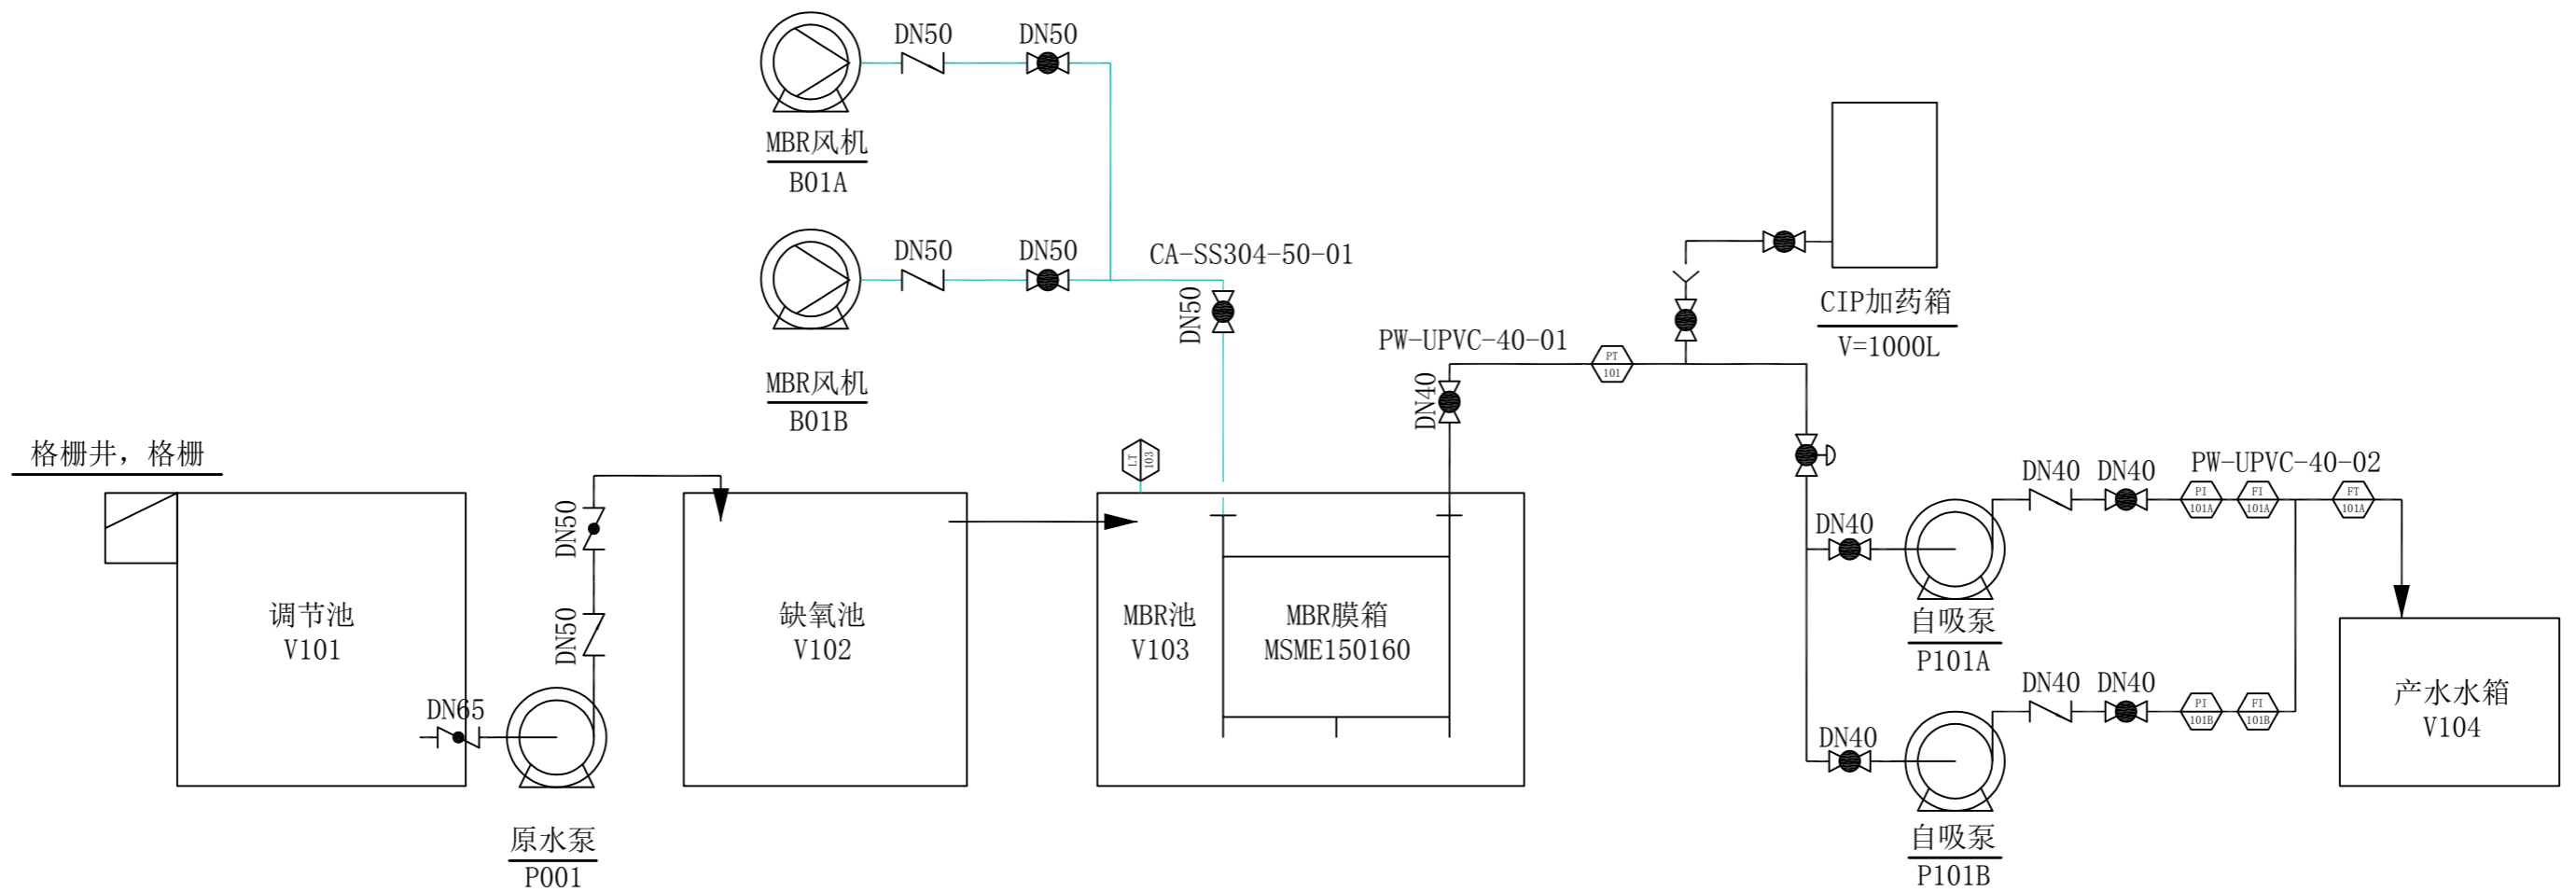 DN50 DN50
MBR风机
B01A
DN50 DN50
CA-SS304-50-01
DN50
MBR风机
B01B
CIP加药箱
V=1000L
PW-UPVC-40-01
PT
101
DN40
格栅井，格栅
LT
103
DN50
DN50
调节池
V101
DN65
原水泵
P001
缺氧池
V102
MBR池
V103
MBR膜箱
MSME150160
DN40
DN40 DN40
PW-UPVC-40-02
PI
101A
FI
101A
FT
101A
自吸泵
P101A
DN40
DN40 DN40
PI
101B
FI
101B
自吸泵
P101B
产水水箱
V104